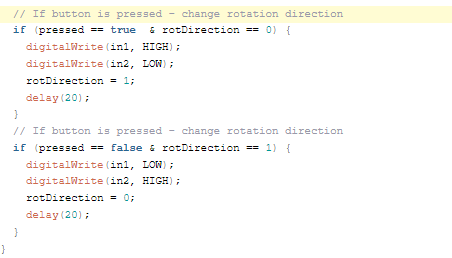 // If button is pressed - change rotation direction
if (pressed == true  & rotDirection == 0) {
digitalWrite(in1, HIGH);
digitalWrite(in2, LOW);
rotDirection = 1;
delay(20);
}
// If button is pressed - change rotation direction
if (pressed == false & rotDirection == 1) {
digitalWrite(in1, LOW);
digitalWrite(in2, HIGH);
rotDirection = 0;
delay(20);
}
}